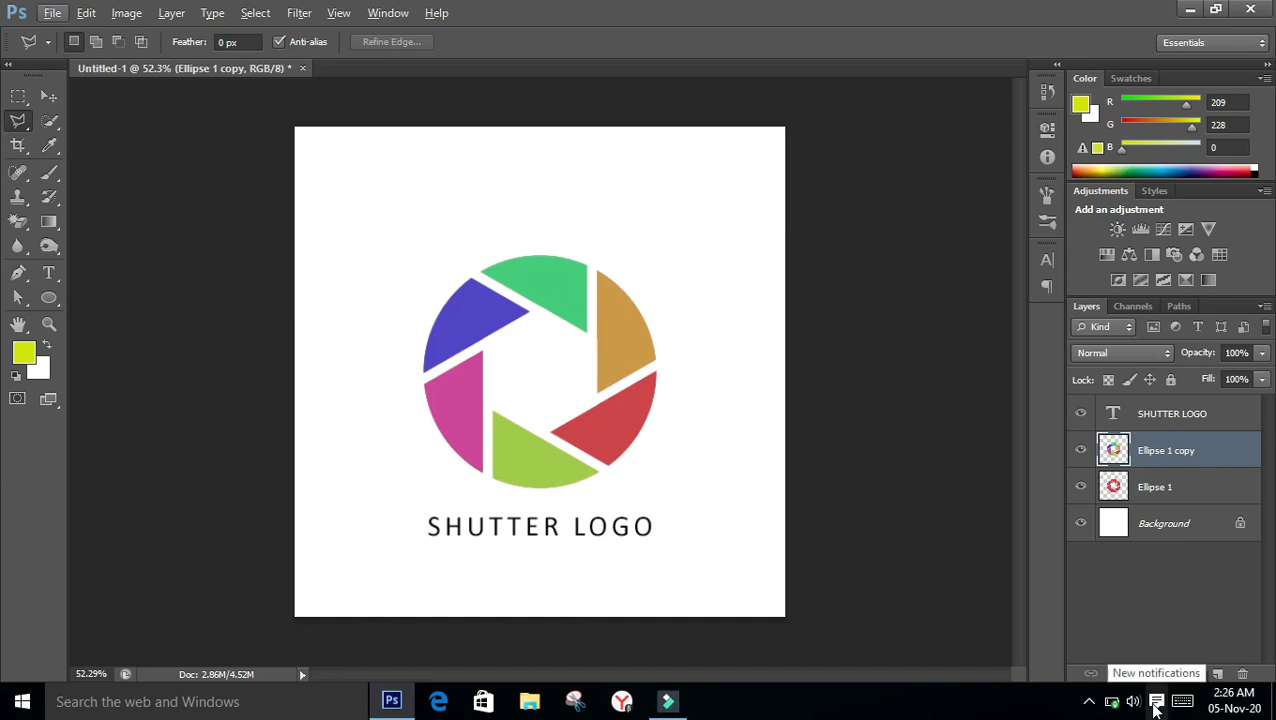 Ps File Edit Image Layer Type Select Filter View Window Help
Feather: 0 px Anti-alias Refine Edge... Essentials
Untitled-1 @ 52.3% (Ellipse 1 copy, RGB/8) *
Color Swatches
R 209
G 228
B 0
Adjustments Styles
Add an adjustment
Layers Channels Paths
Kind
Normal Opacity: 100%
Lock: Fill: 100%
SHUTTER LOGO
Ellipse 1 copy
Ellipse 1
Background
SHUTTER LOGO
52.29% Doc: 2.86M/4.52M
New notifications
Search the web and Windows
Ps
2:26 AM
05-Nov-20